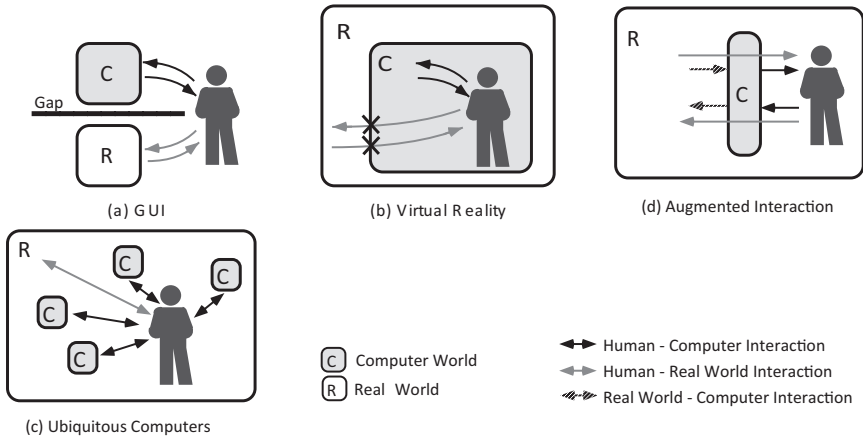 C
Gap
R
(a) GUI
R
C
(b) Virtual Reality
R
C
(d) Augmented Interaction
R
C
C
C
C
(c) Ubiquitous Computers
C Computer World
R Real World
Human - Computer Interaction
Human - Real World Interaction
Real World - Computer Interaction